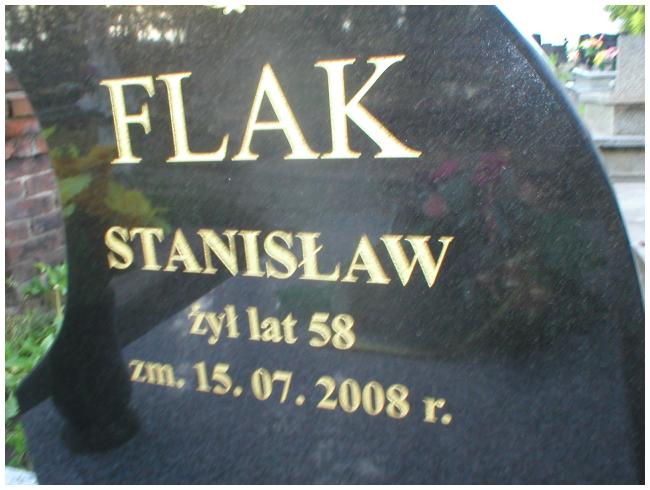 FLAK
STANISŁAW
żył lat 58
zm. 15.07.2008 r.